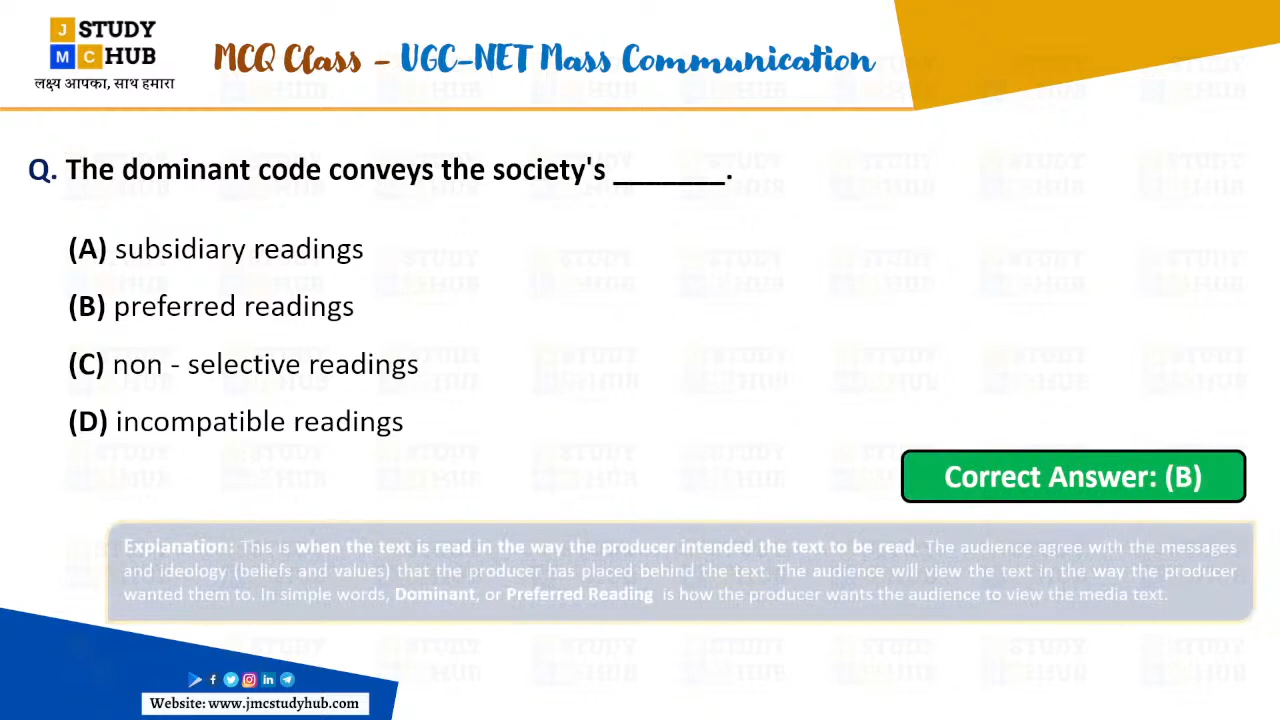 J STUDY
M C HUB
लक्ष्य आपका, साथ हमारा
MCQ Class - UGC-NET Mass Communication
Q. The dominant code conveys the society's ________.
(A) subsidiary readings
(B) preferred readings
(C) non - selective readings
(D) incompatible readings
Correct Answer: (B)
Explanation: This is when the text is read in the way the producer intended the text to be read. The audience agree with the messages
and ideology (beliefs and values) that the producer has placed behind the text. The audience will view the text in the way the producer
wanted them to. In simple words, Dominant, or Preferred Reading is how the producer wants the audience to view the media text.
Website: www.jmcstudyhub.com